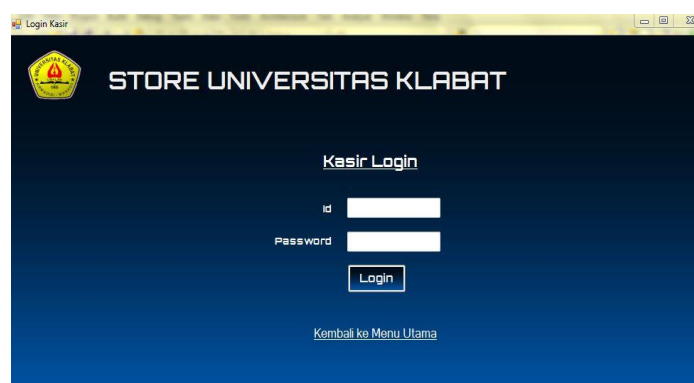 Login Kasir
STORE UNIVERSITAS KLABAT
Kasir Login
Id
Password
Login
Kembali ke Menu Utama